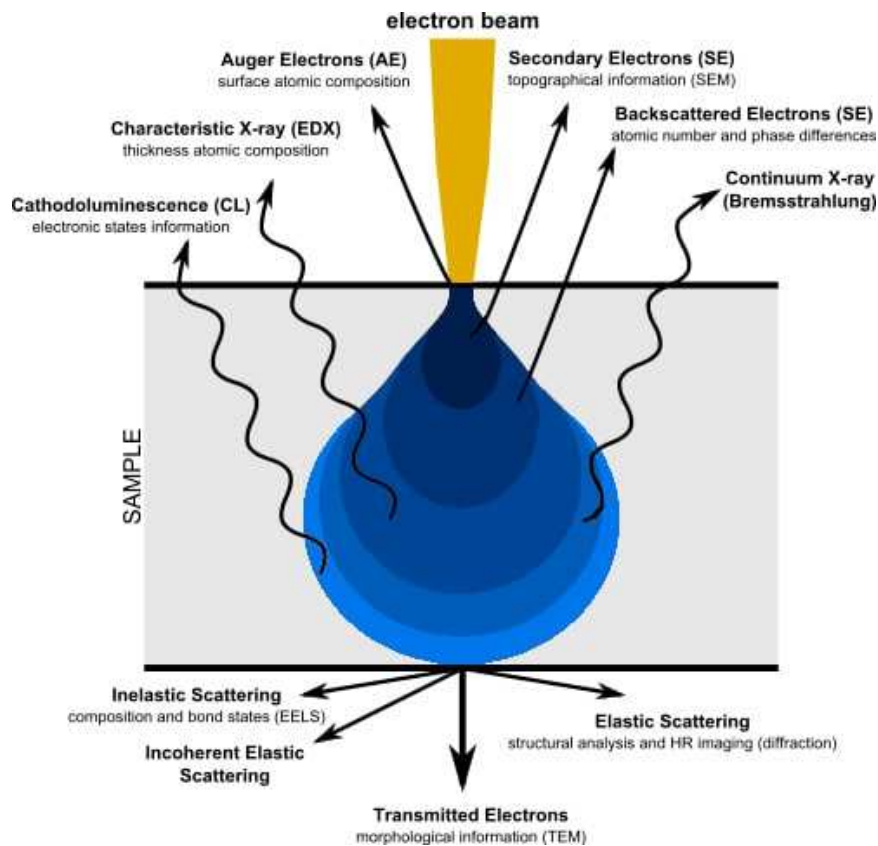 electron beam
Auger Electrons (AE)
surface atomic composition
Secondary Electrons (SE)
topographical information (SEM)
Characteristic X-ray (EDX)
thickness atomic composition
Backscattered Electrons (SE)
atomic number and phase differences
Cathodoluminescence (CL)
electronic states information
Continuum X-ray
(Bremsstrahlung)
SAMPLE
Inelastic Scattering
composition and bond states (EELS)
Incoherent Elastic
Scattering
Elastic Scattering
structural analysis and HR imaging (diffraction)
Transmitted Electrons
morphological information (TEM)